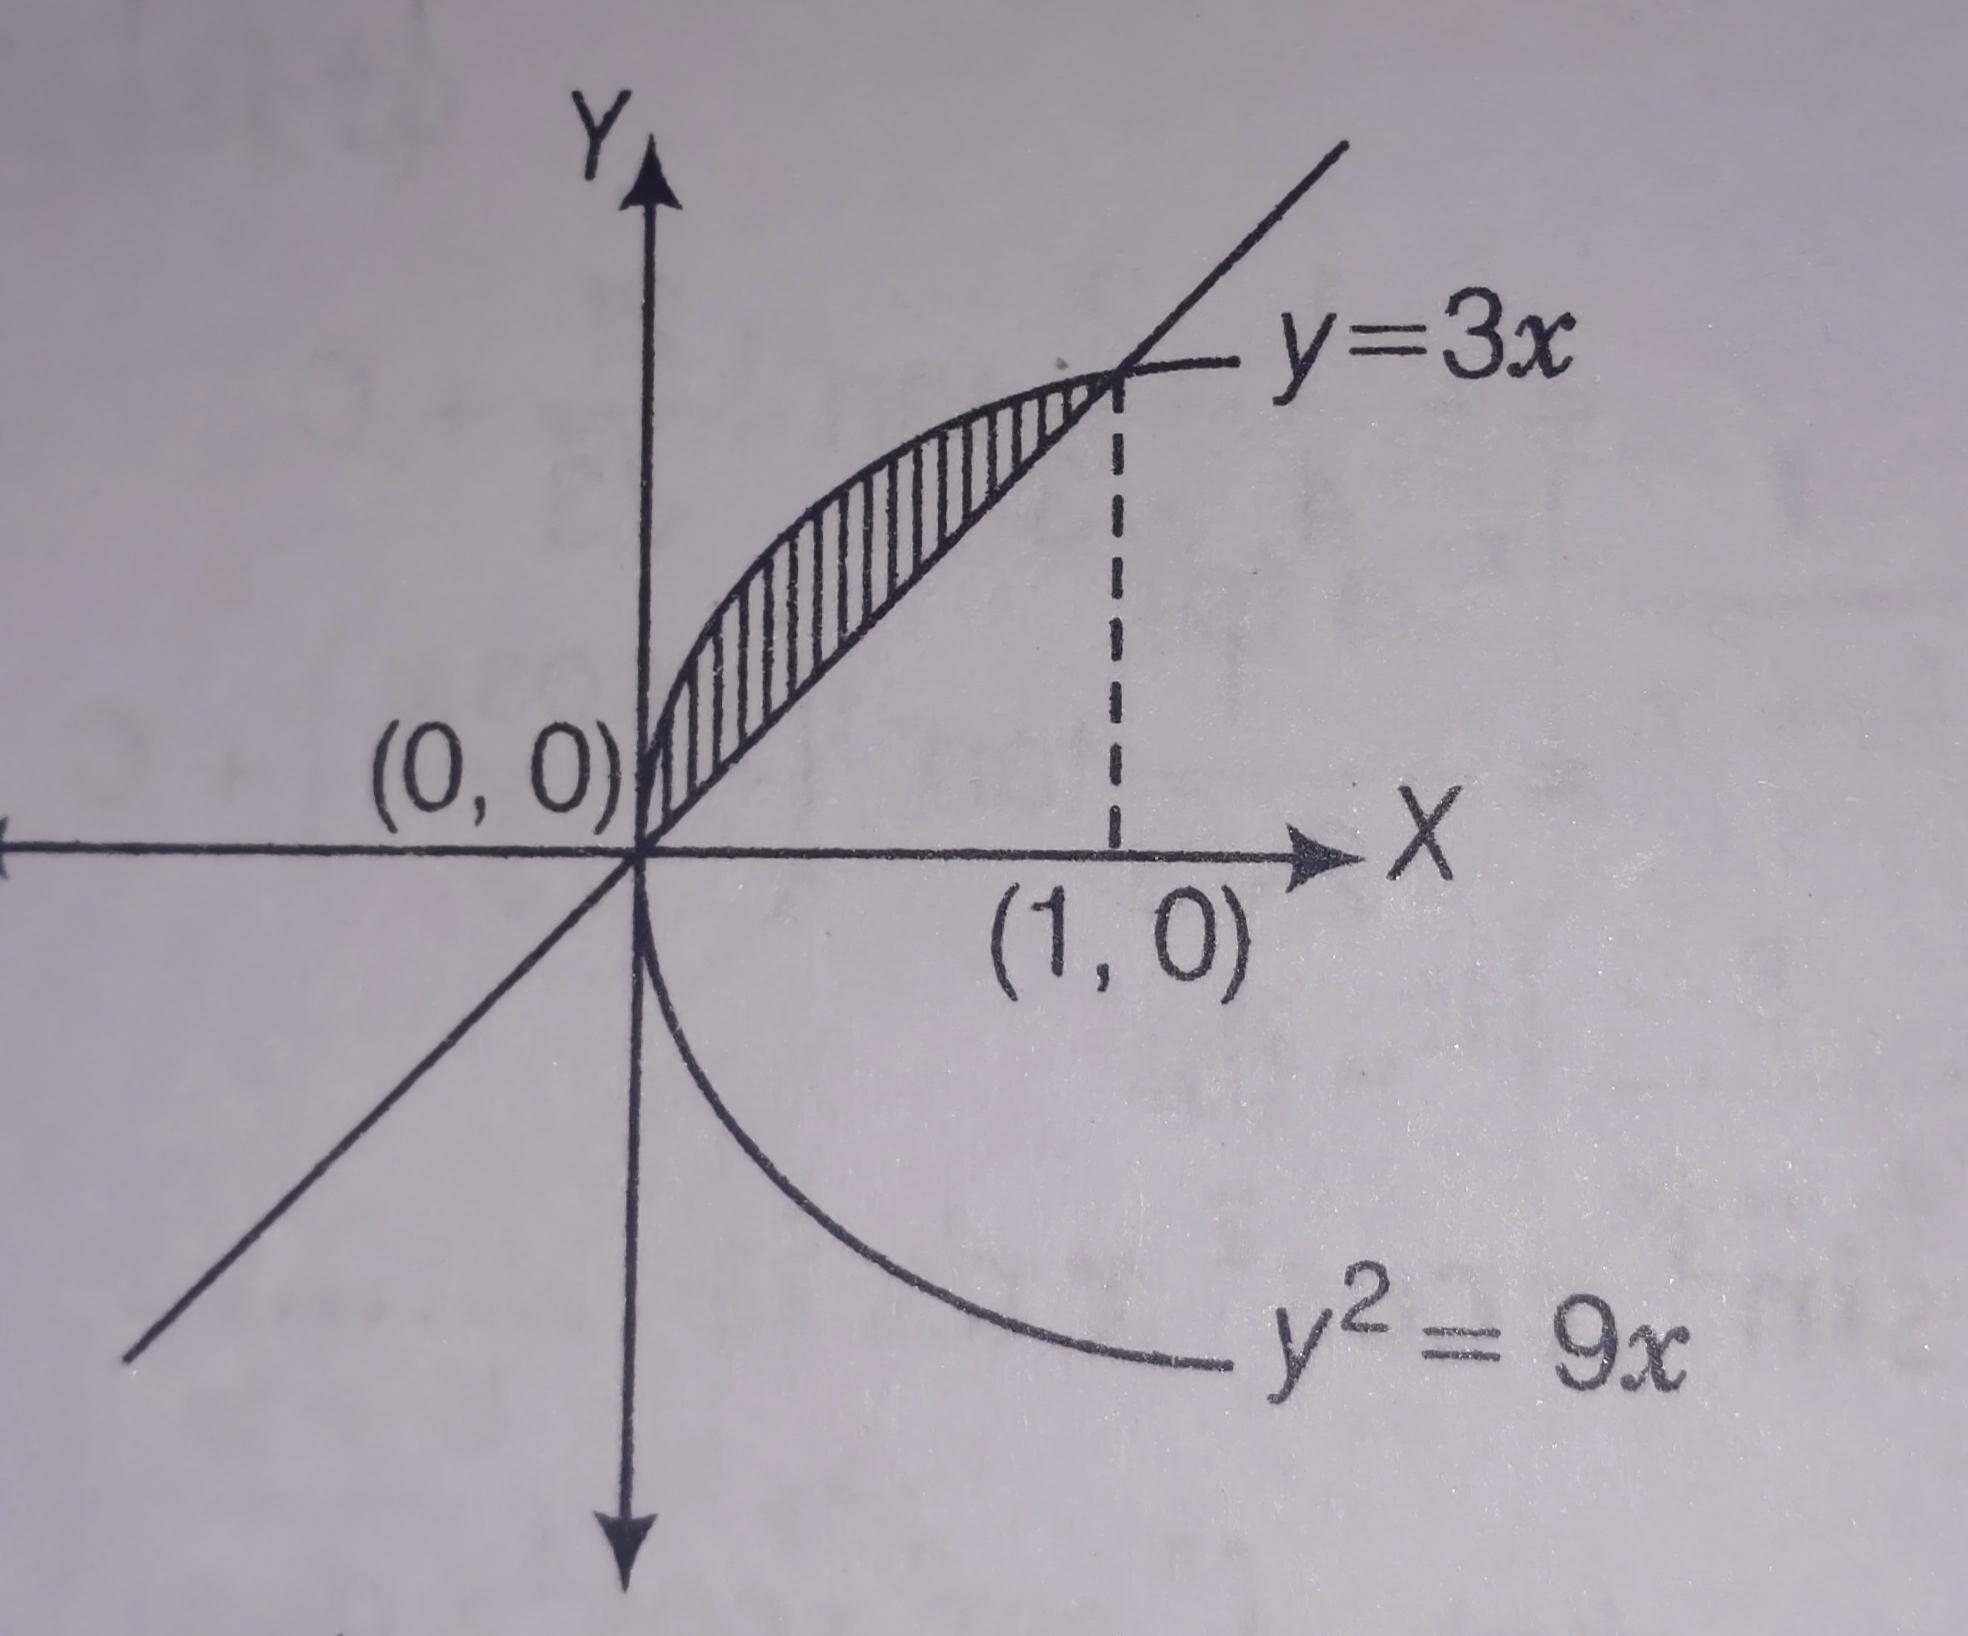 Y
y=3x
(0, 0)
X
(1, 0)
y² = 9x